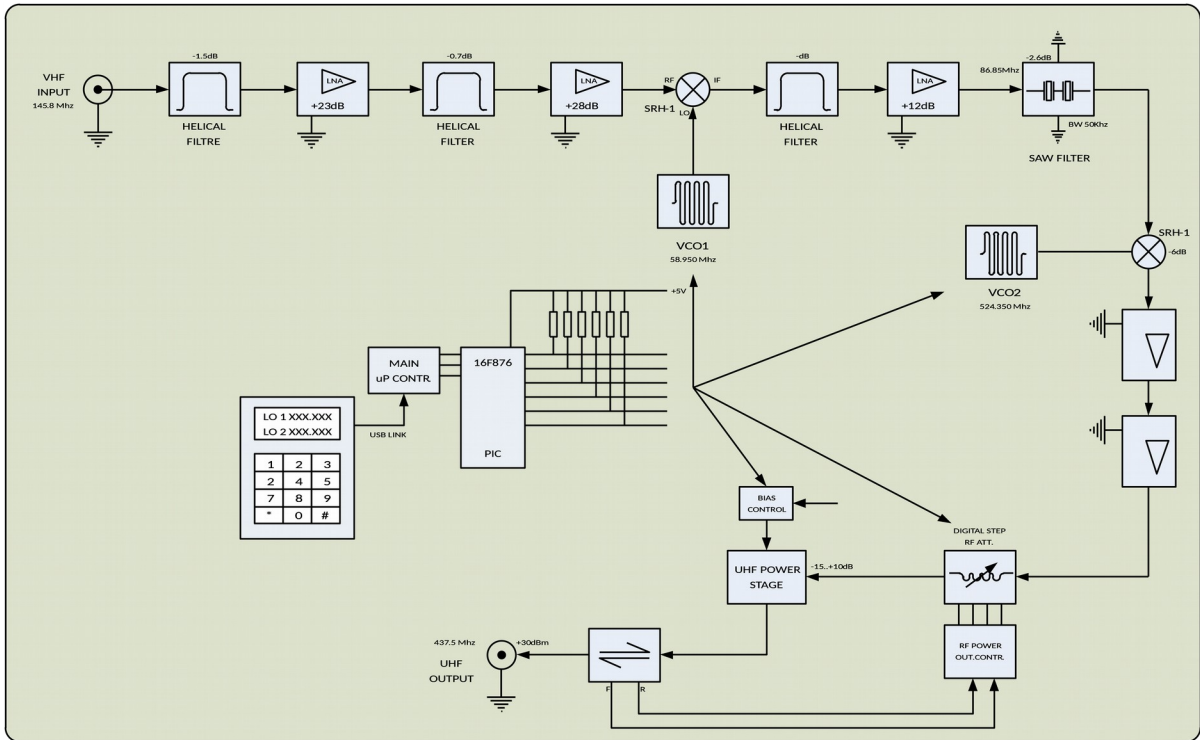 VHF
INPUT
145.8 Mhz
-1.5dB
HELICAL
FILTRE
LNA
+23dB
-0.7dB
HELICAL
FILTER
LNA
+28dB
RF
IF
LO
SRH-1
-dB
HELICAL
FILTER
LNA
+12dB
86.85Mhz
-2.6dB
BW 50Khz
SAW FILTER
VCO1
58.950 Mhz
SRH-1
-6dB
VCO2
524.350 Mhz
+5V
MAIN
uP CONTR.
16F876
PIC
USB LINK
LO 1 XXX.XXX
LO 2 XXX.XXX
1 2 3
2 4 5
7 8 9
* 0 #
BIAS
CONTROL
DIGITAL STEP
RF ATT.
UHF POWER
STAGE
-15..+10dB
RF POWER
OUT.CONTR.
437.5 Mhz
+30dBm
UHF
OUTPUT
F
R